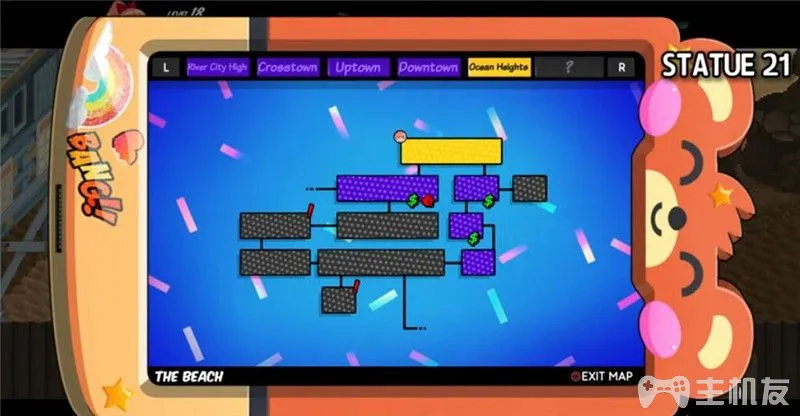 LEVEL 18
STATUE 21
L
River City High
Crosstown
Uptown
Downtown
Ocean Heights
?
R
BANG!!
$
$
$
THE BEACH
EXIT MAP
主机友